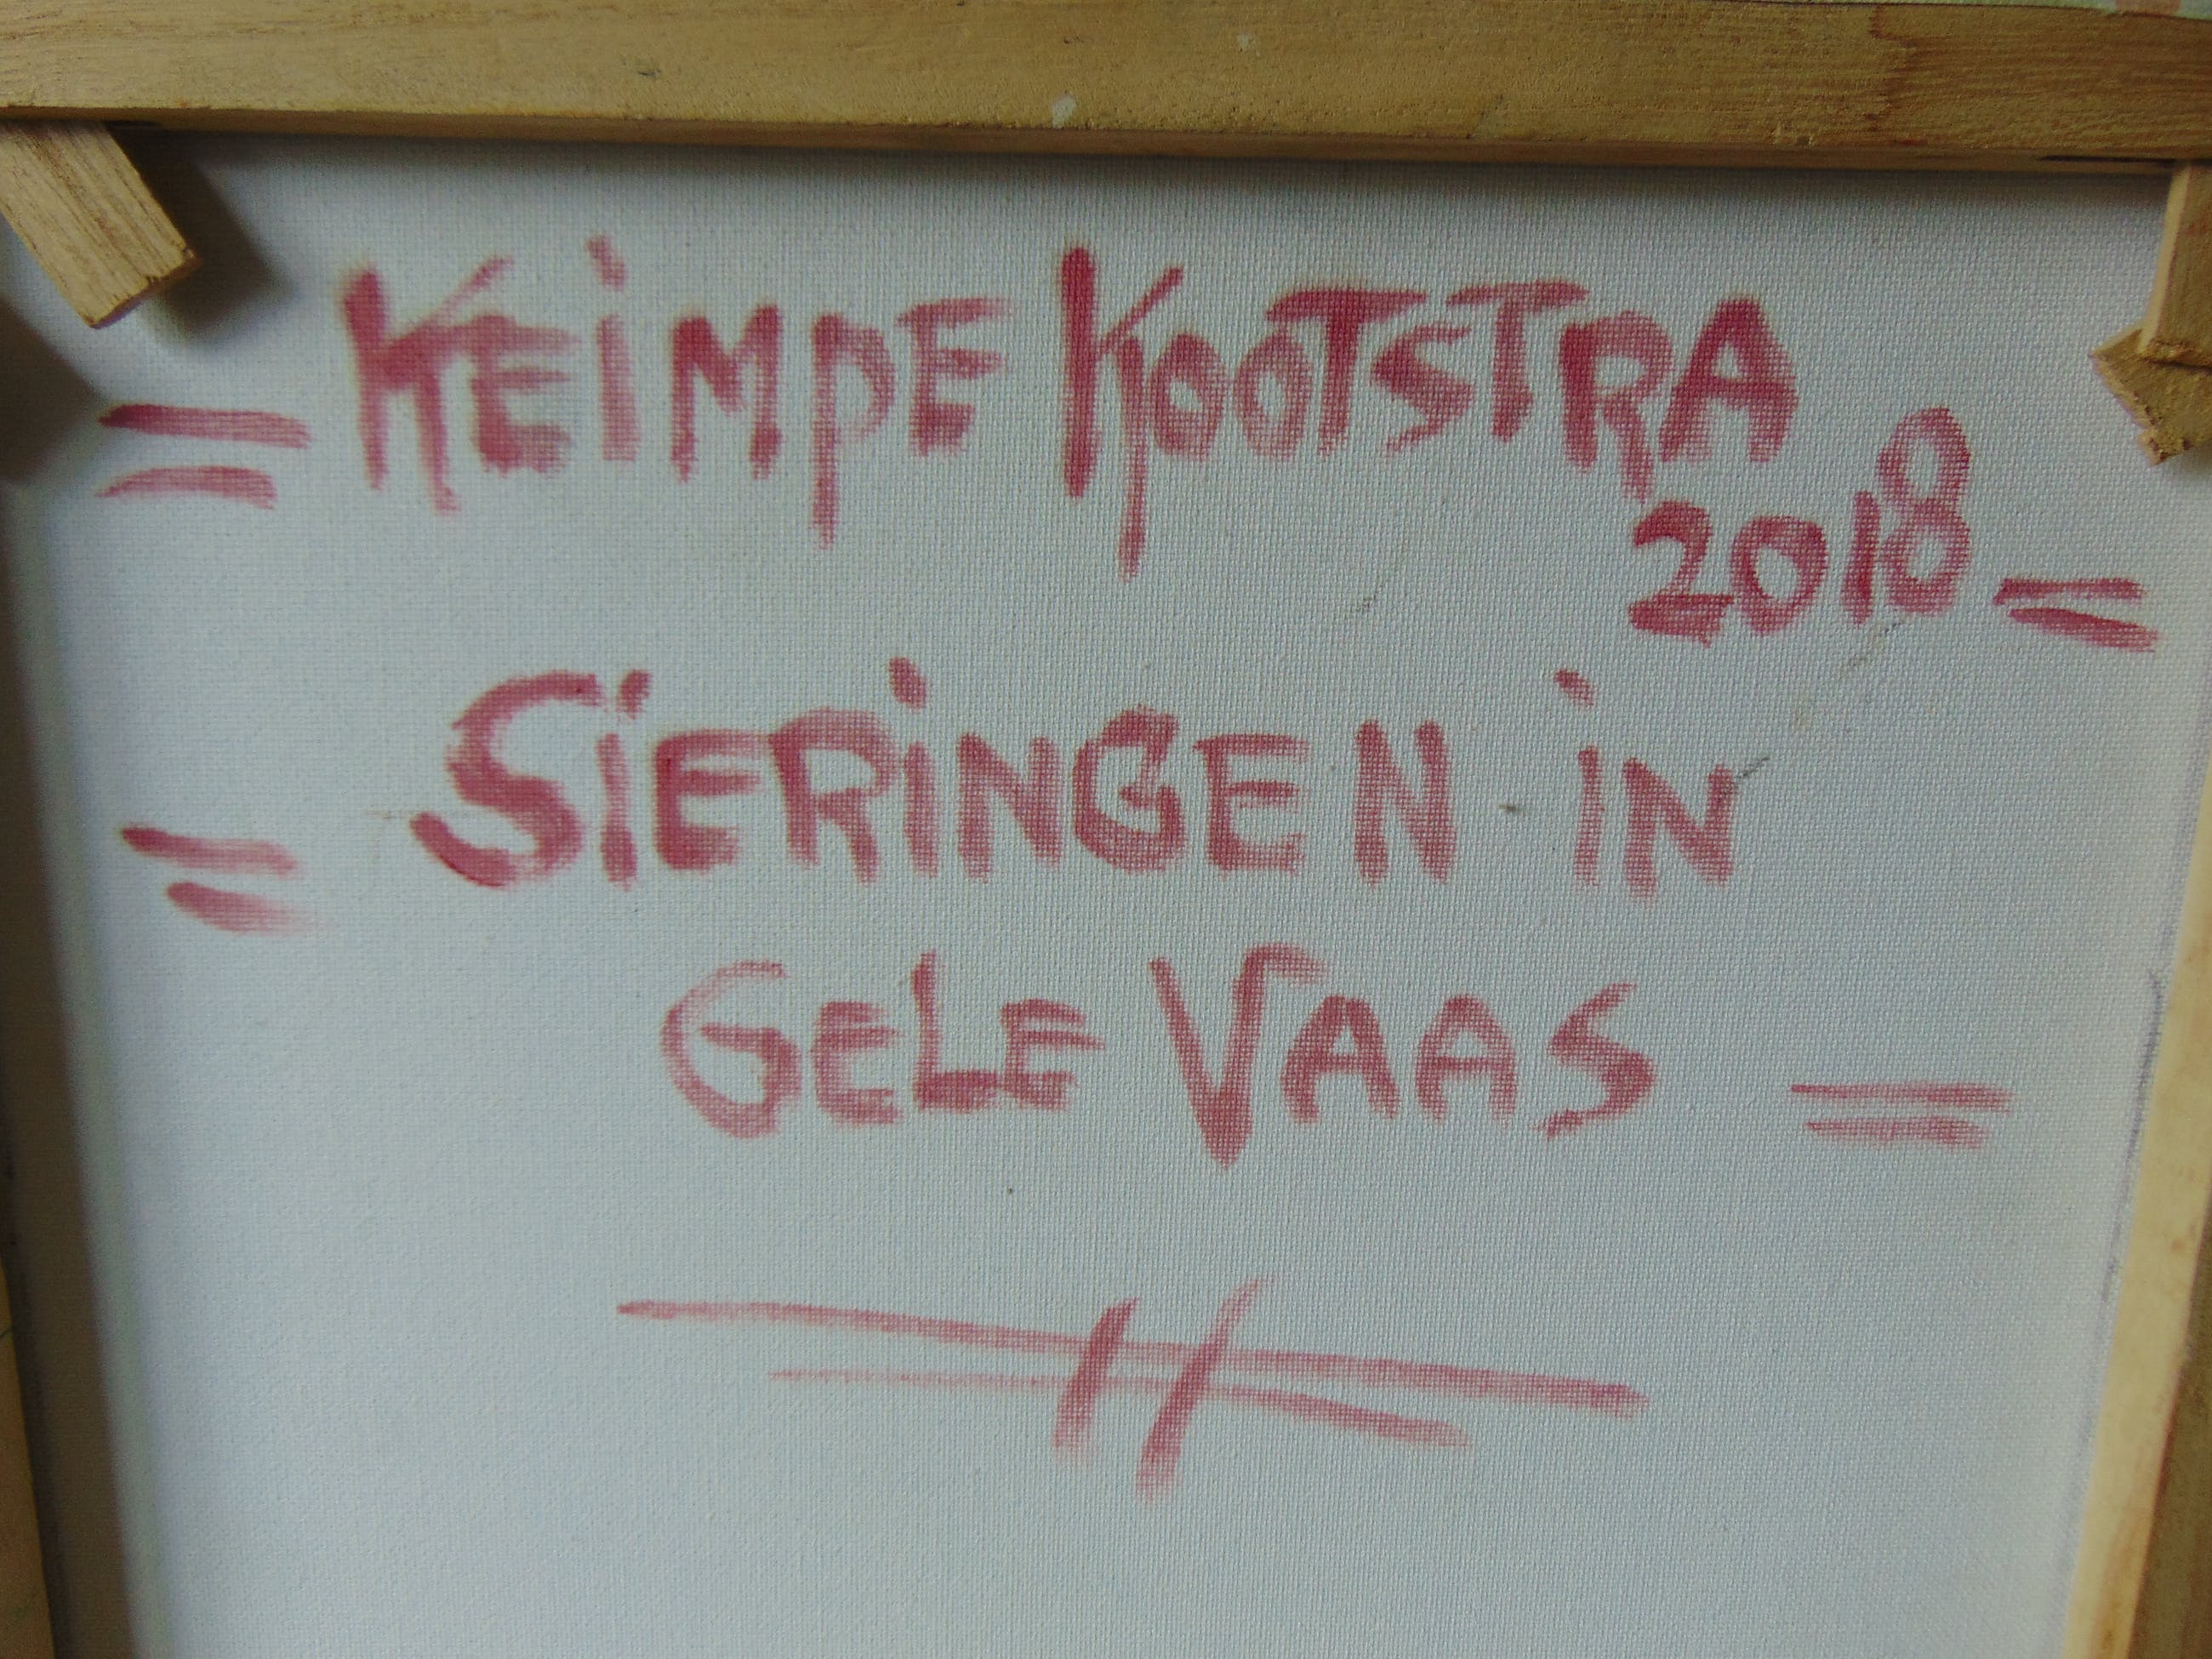 = KEiMPE KOOTSTRA
2018 =
= SiERiNGEN iN
GELE VAAS =